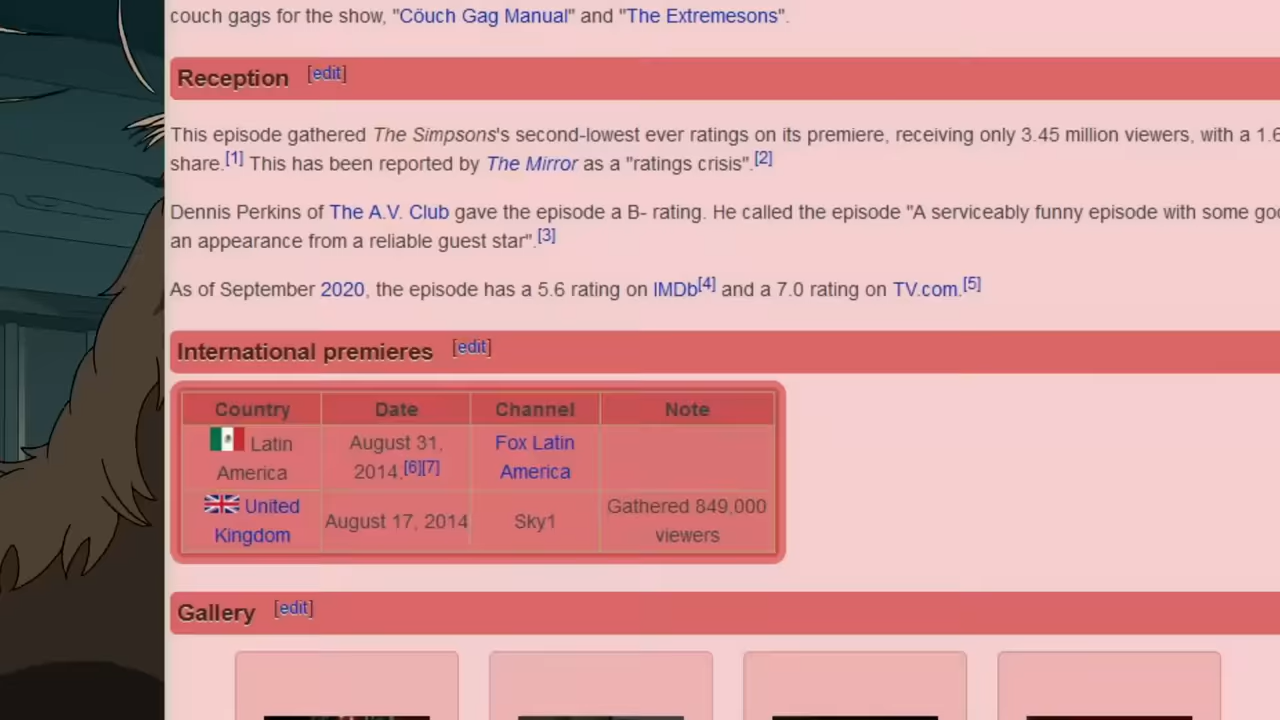 couch gags for the show, "Cöuch Gag Manual" and "The Extremesons".
Reception [edit]
This episode gathered The Simpsons's second-lowest ever ratings on its premiere, receiving only 3.45 million viewers, with a 1.6
share.[1] This has been reported by The Mirror as a "ratings crisis".[2]
Dennis Perkins of The A.V. Club gave the episode a B- rating. He called the episode "A serviceably funny episode with some
an appearance from a reliable guest star".[3]
As of September 2020, the episode has a 5.6 rating on IMDb[4] and a 7.0 rating on TV.com.[5]
International premieres [edit]
Country Date Channel Note
Latin America August 31, 2014.[6][7] Fox Latin America
United Kingdom August 17, 2014 Sky1 Gathered 849,000 viewers
Gallery [edit]